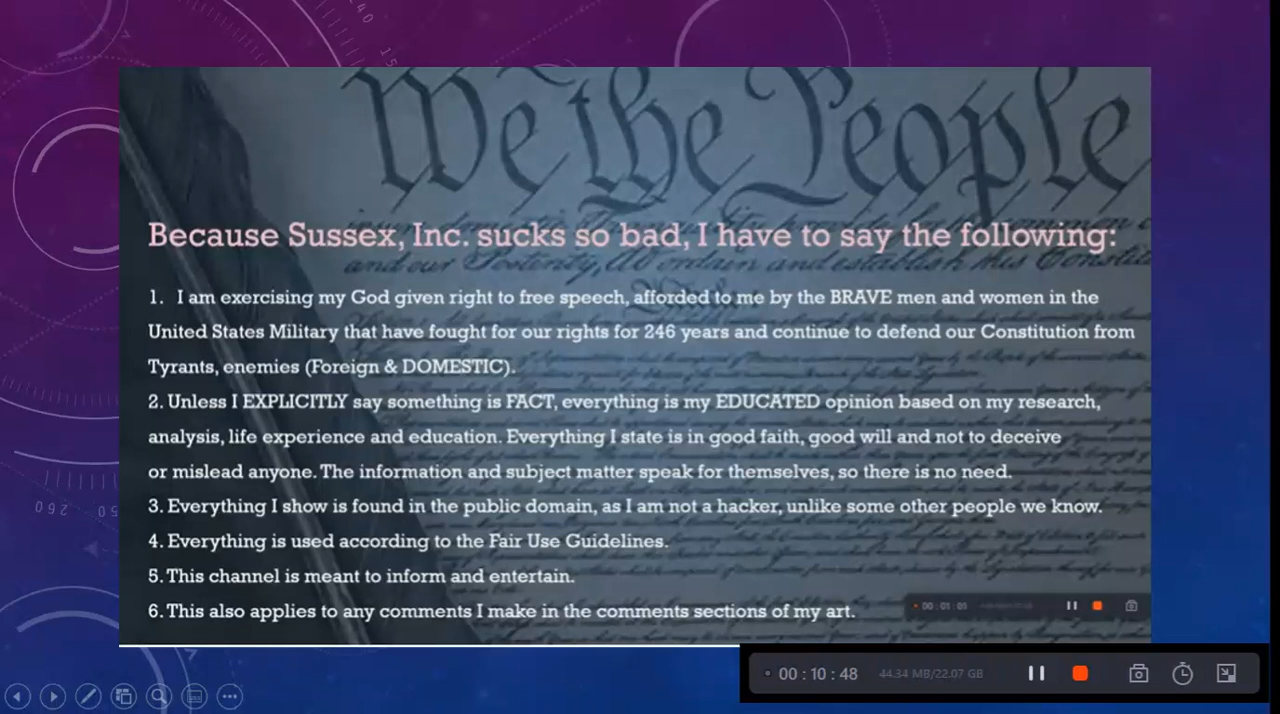 We the People
Because Sussex, Inc. sucks so bad, I have to say the following:
1. I am exercising my God given right to free speech, afforded to me by the BRAVE men and women in the
United States Military that have fought for our rights for 246 years and continue to defend our Constitution from
Tyrants, enemies (Foreign & DOMESTIC).
2. Unless I EXPLICITLY say something is FACT, everything is my EDUCATED opinion based on my research,
analysis, life experience and education. Everything I state is in good faith, good will and not to deceive
or mislead anyone. The information and subject matter speak for themselves, so there is no need.
3. Everything I show is found in the public domain, as I am not a hacker, unlike some other people we know.
4. Everything is used according to the Fair Use Guidelines.
5. This channel is meant to inform and entertain.
6. This also applies to any comments I make in the comments sections of my art.
00 : 10 : 48 44.34 MB/22.07 GB